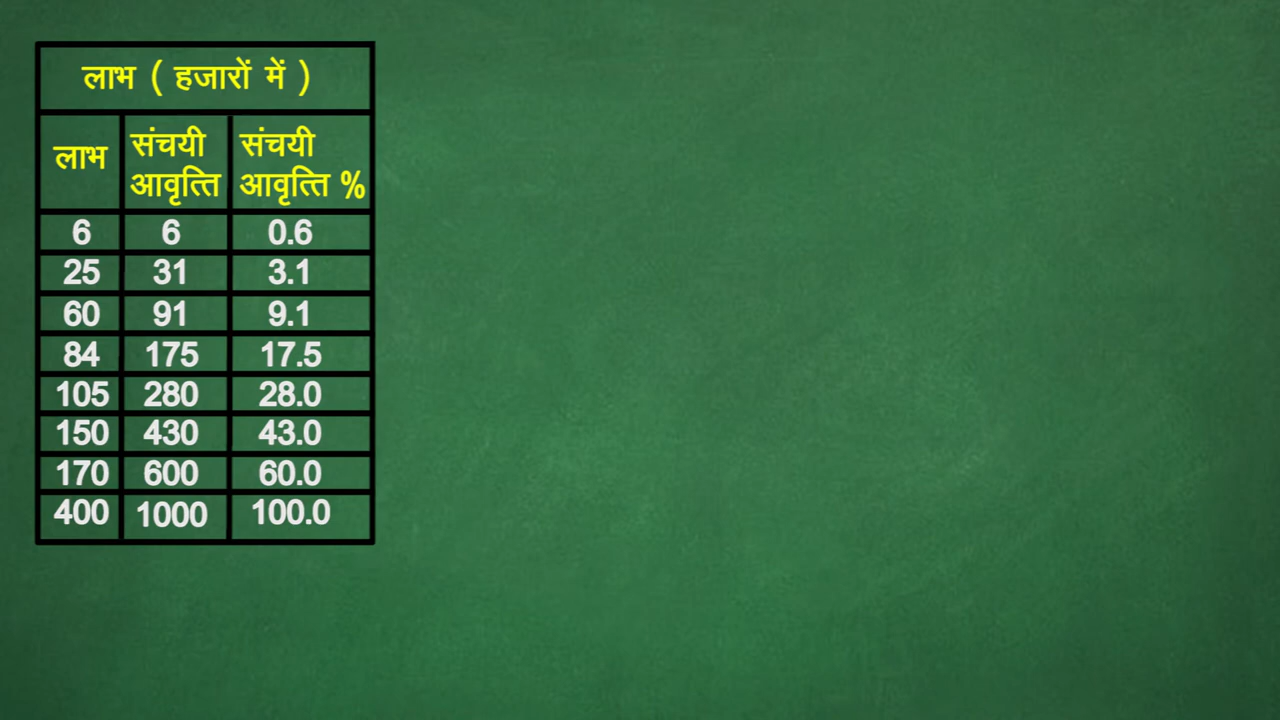 लाभ ( हजारों में )
लाभ संचयी आवृत्ति संचयी आवृत्ति %
6 6 0.6
25 31 3.1
60 91 9.1
84 175 17.5
105 280 28.0
150 430 43.0
170 600 60.0
400 1000 100.0